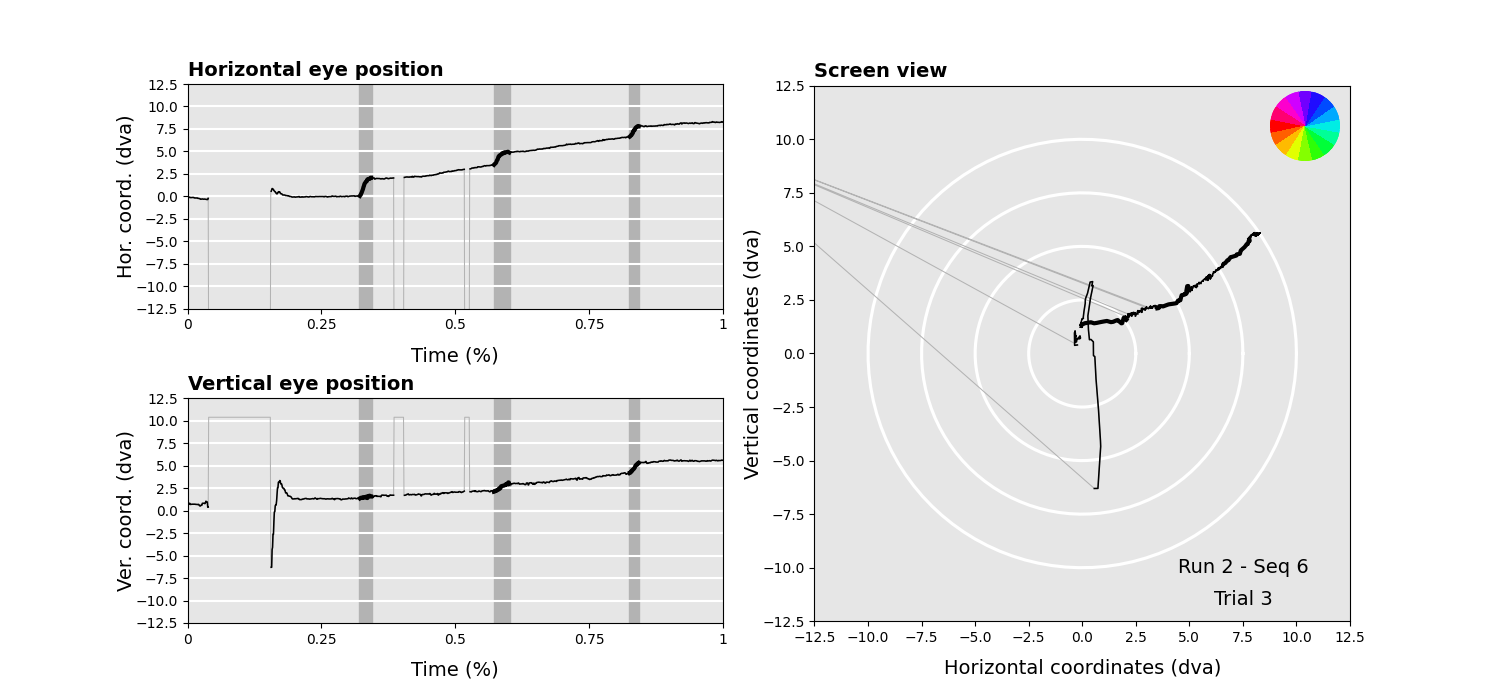 Horizontal eye position
Hor. coord. (dva)
12.5
10.0
7.5
5.0
2.5
0.0
−2.5
−5.0
−7.5
−10.0
−12.5
0 0.25 0.5 0.75 1
Time (%)
Vertical eye position
Ver. coord. (dva)
12.5
10.0
7.5
5.0
2.5
0.0
−2.5
−5.0
−7.5
−10.0
−12.5
0 0.25 0.5 0.75 1
Time (%)
Screen view
Vertical coordinates (dva)
12.5
10.0
7.5
5.0
2.5
0.0
−2.5
−5.0
−7.5
−10.0
−12.5
Run 2 - Seq 6
Trial 3
−12.5 −10.0 −7.5 −5.0 −2.5 0.0 2.5 5.0 7.5 10.0 12.5
Horizontal coordinates (dva)